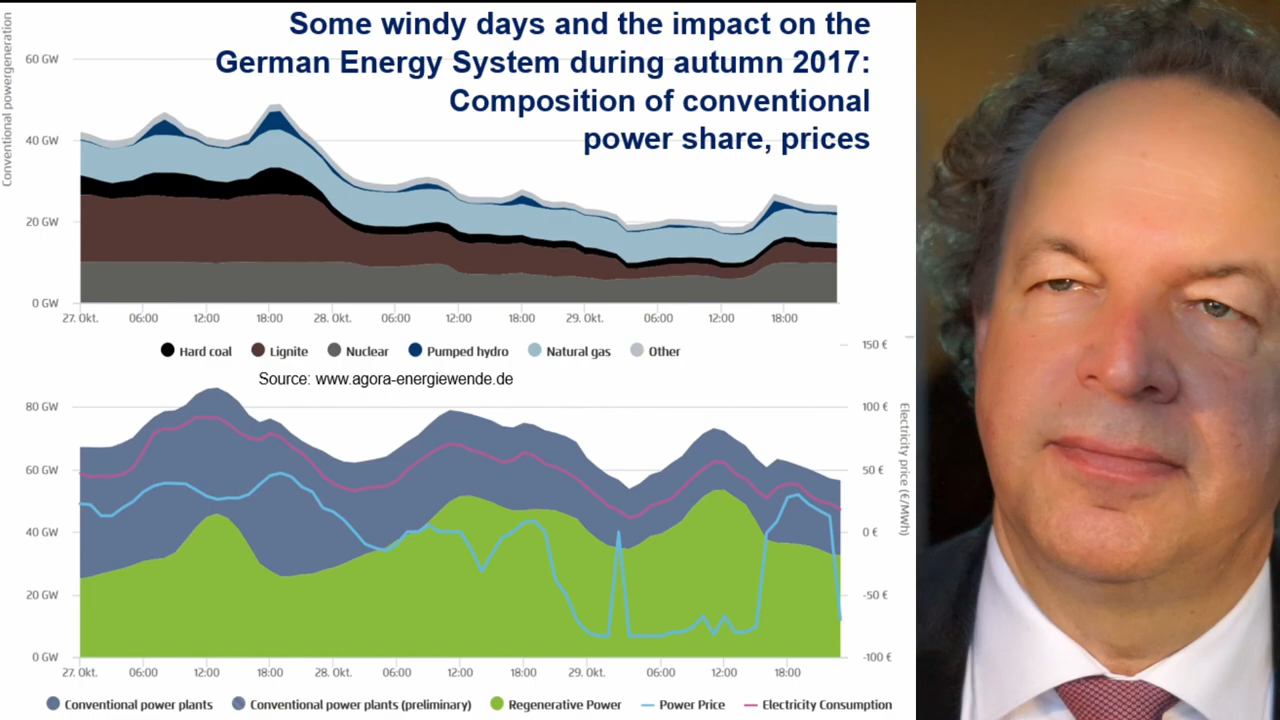 Some windy days and the impact on the
German Energy System during autumn 2017:
Composition of conventional
power share, prices
Conventional powergeneration
60 GW
40 GW
20 GW
0 GW
27. Okt.
06:00
12:00
18:00
28. Okt.
06:00
12:00
18:00
29. Okt.
06:00
12:00
18:00
Hard coal
Lignite
Nuclear
Pumped hydro
Natural gas
Other
Source: www.agora-energiewende.de
80 GW
60 GW
40 GW
20 GW
0 GW
150 €
100 €
50 €
0 €
-50 €
-100 €
Electricity price (€/MWh)
27. Okt.
06:00
12:00
18:00
28. Okt.
06:00
12:00
18:00
29. Okt.
06:00
12:00
18:00
Conventional power plants
Conventional power plants (preliminary)
Regenerative Power
Power Price
Electricity Consumption